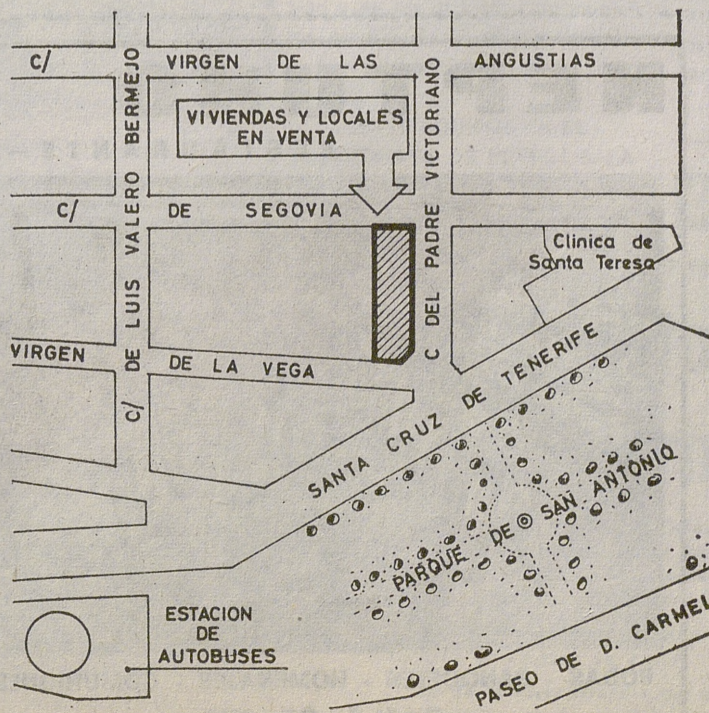 C/ VIRGEN DE LAS ANGUSTIAS
C/ DE LUIS VALERO BERMEJO
VIVIENDAS Y LOCALES
EN VENTA
C DEL PADRE VICTORIANO
C/ DE SEGOVIA
Clinica de
Santa Teresa
VIRGEN DE LA VEGA
SANTA CRUZ DE TENERIFE
PARQUE DE SAN ANTONIO
ESTACION
DE
AUTOBUSES
PASEO DE D. CARMEL